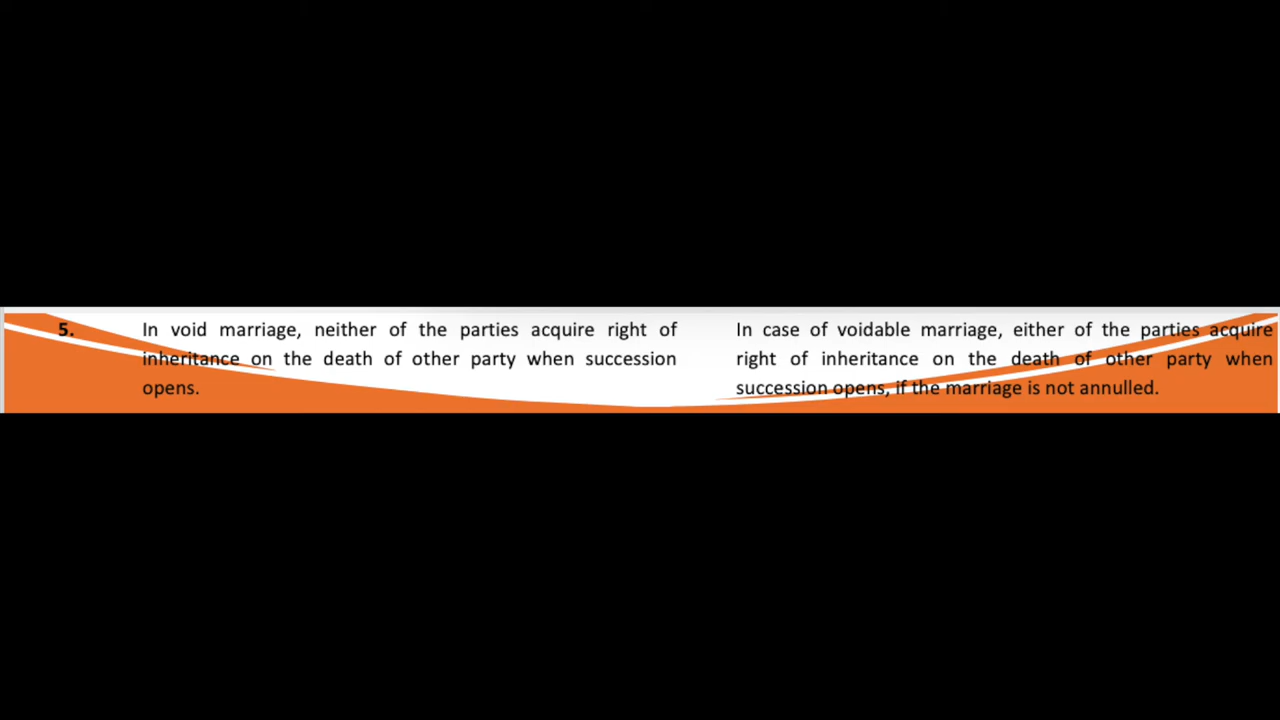 5.
In void marriage, neither of the parties acquire right of
inheritance on the death of other party when succession
opens.
In case of voidable marriage, either of the parties acquire
right of inheritance on the death of other party when
succession opens, if the marriage is not annulled.